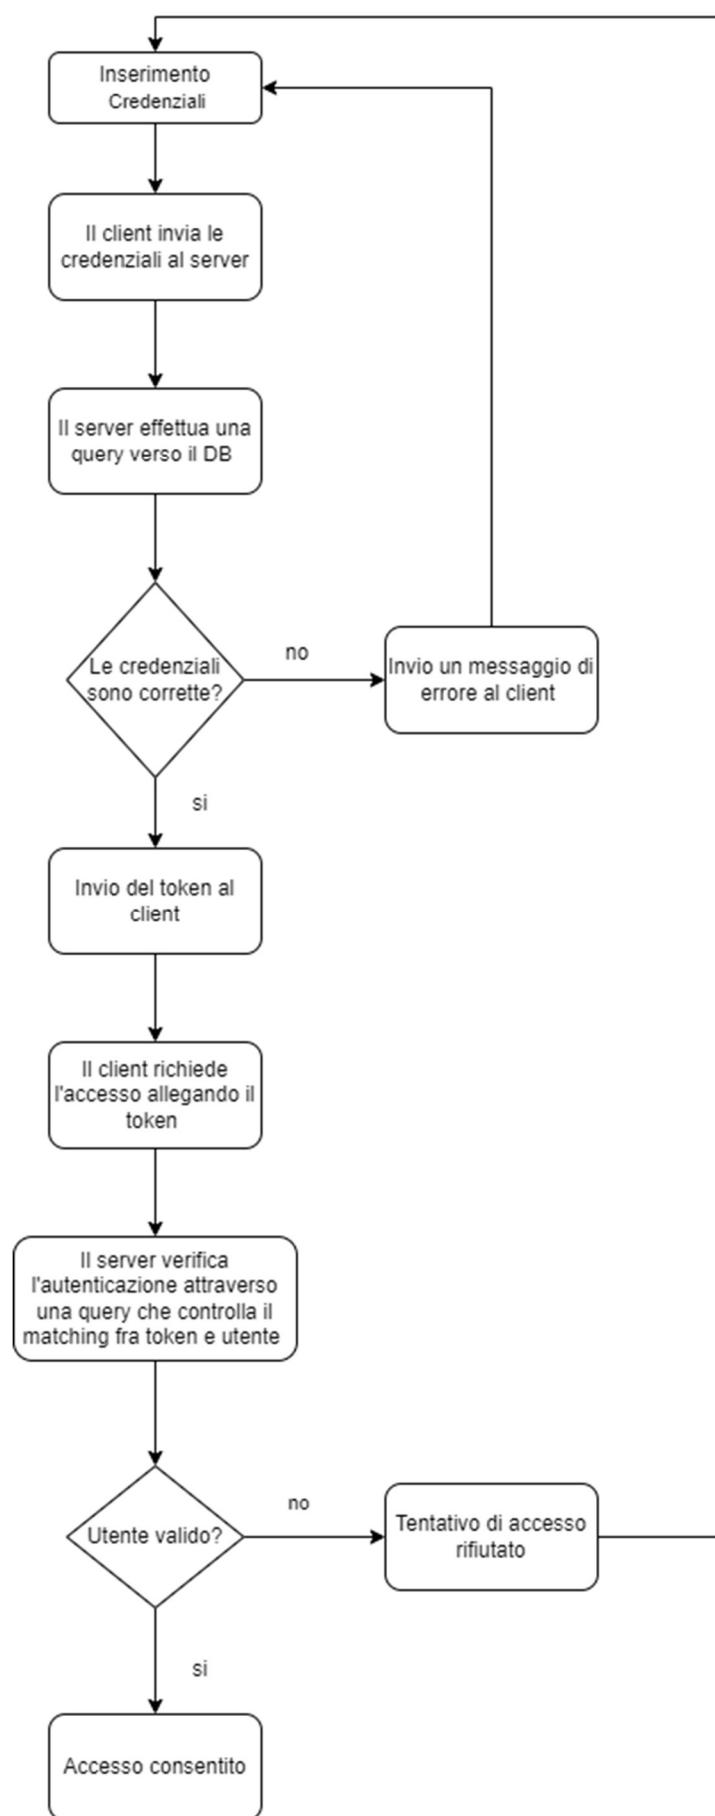 Inserimento
Credenziali
Il client invia le
credenziali al server
Il server effettua una
query verso il DB
Le credenziali
sono corrette?
no
Invio un messaggio di
errore al client
si
Invio del token al
client
Il client richiede
l'accesso allegando il
token
Il server verifica
l'autenticazione attraverso
una query che controlla il
matching fra token e utente
Utente valido?
no
Tentativo di accesso
rifiutato
si
Accesso consentito